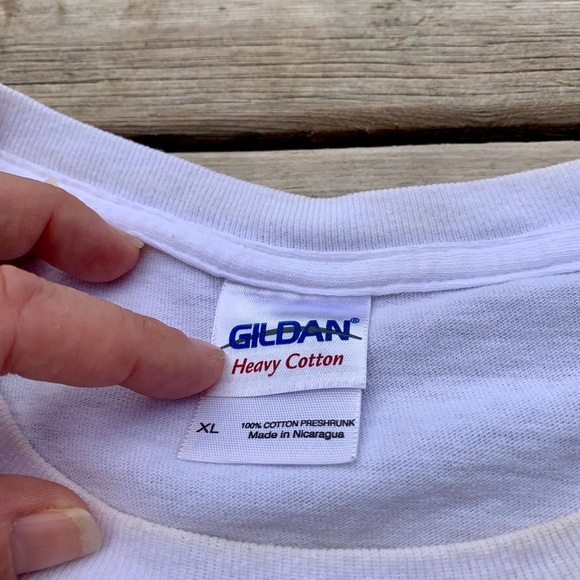 GILDAN®
Heavy Cotton
XL
100% COTTON PRESHRUNK
Made in Nicaragua